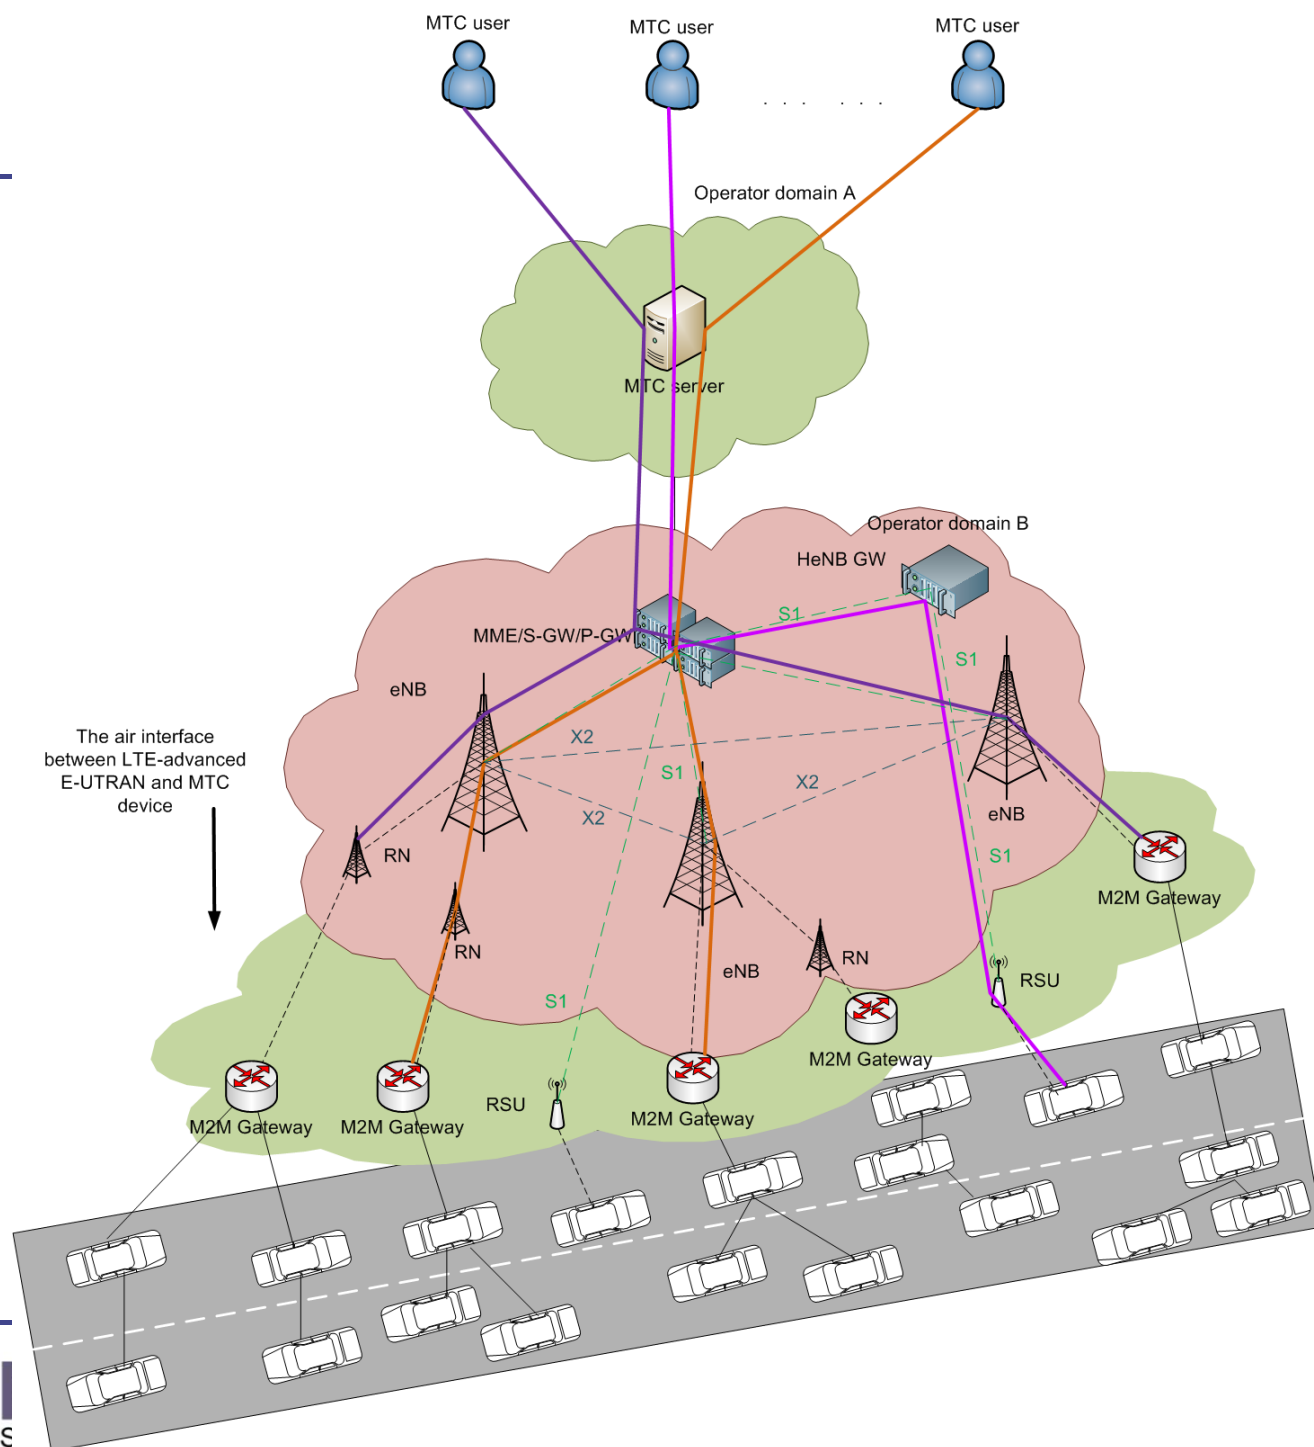 MTC user
MTC user
MTC user
. . . . . .
Operator domain A
MTC server
Operator domain B
HeNB GW
S1
MME/S-GW/P-GW
S1
eNB
X2
The air interface
between LTE-advanced
E-UTRAN and MTC
device
S1
X2
X2
eNB
RN
S1
M2M Gateway
RN
RN
eNB
RSU
S1
M2M Gateway
RSU
M2M Gateway
M2M Gateway
M2M Gateway
S